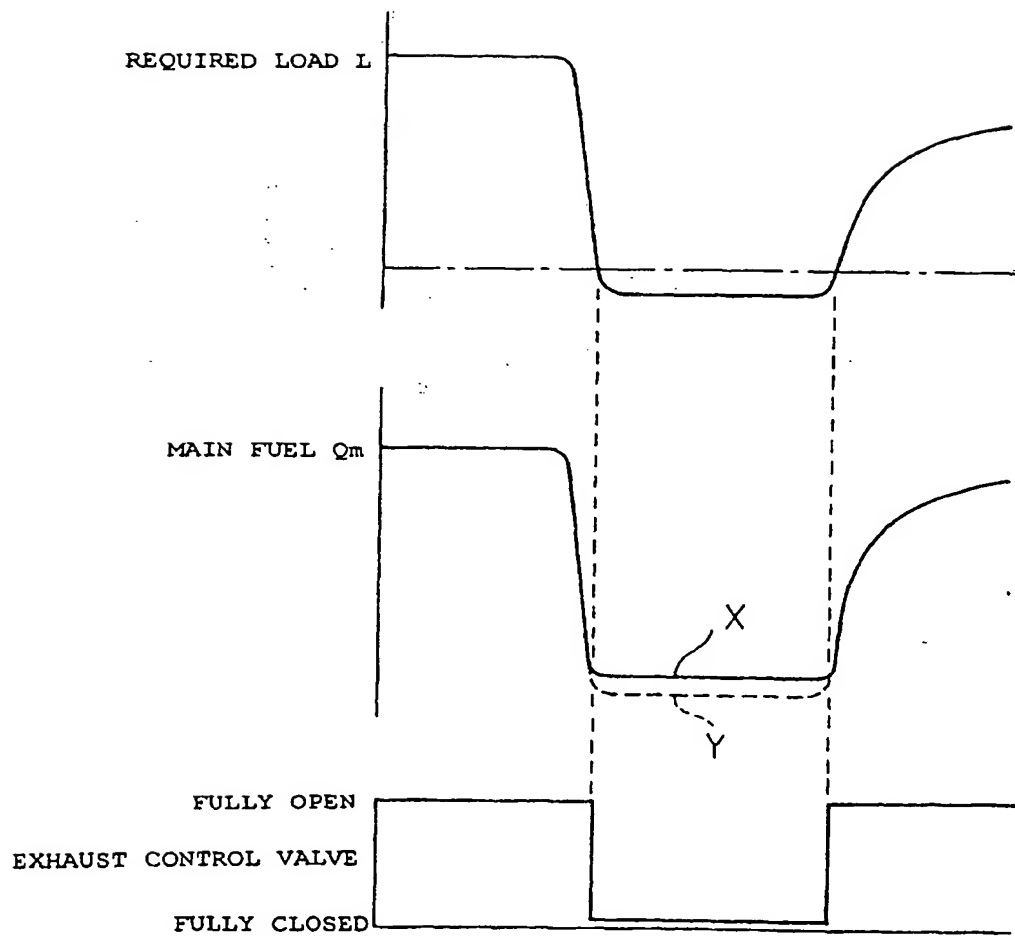 REQUIRED LOAD L
MAIN FUEL Qm
X
Y
FULLY OPEN
EXHAUST CONTROL VALVE
FULLY CLOSED